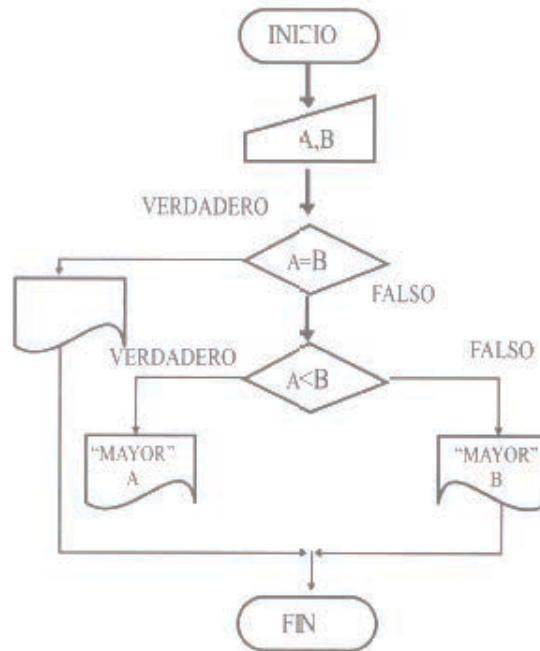 INICIO
A,B
VERDADERO
A=B
FALSO
VERDADERO
FALSO
A<B
"MAYOR"
A
"MAYOR"
B
FIN